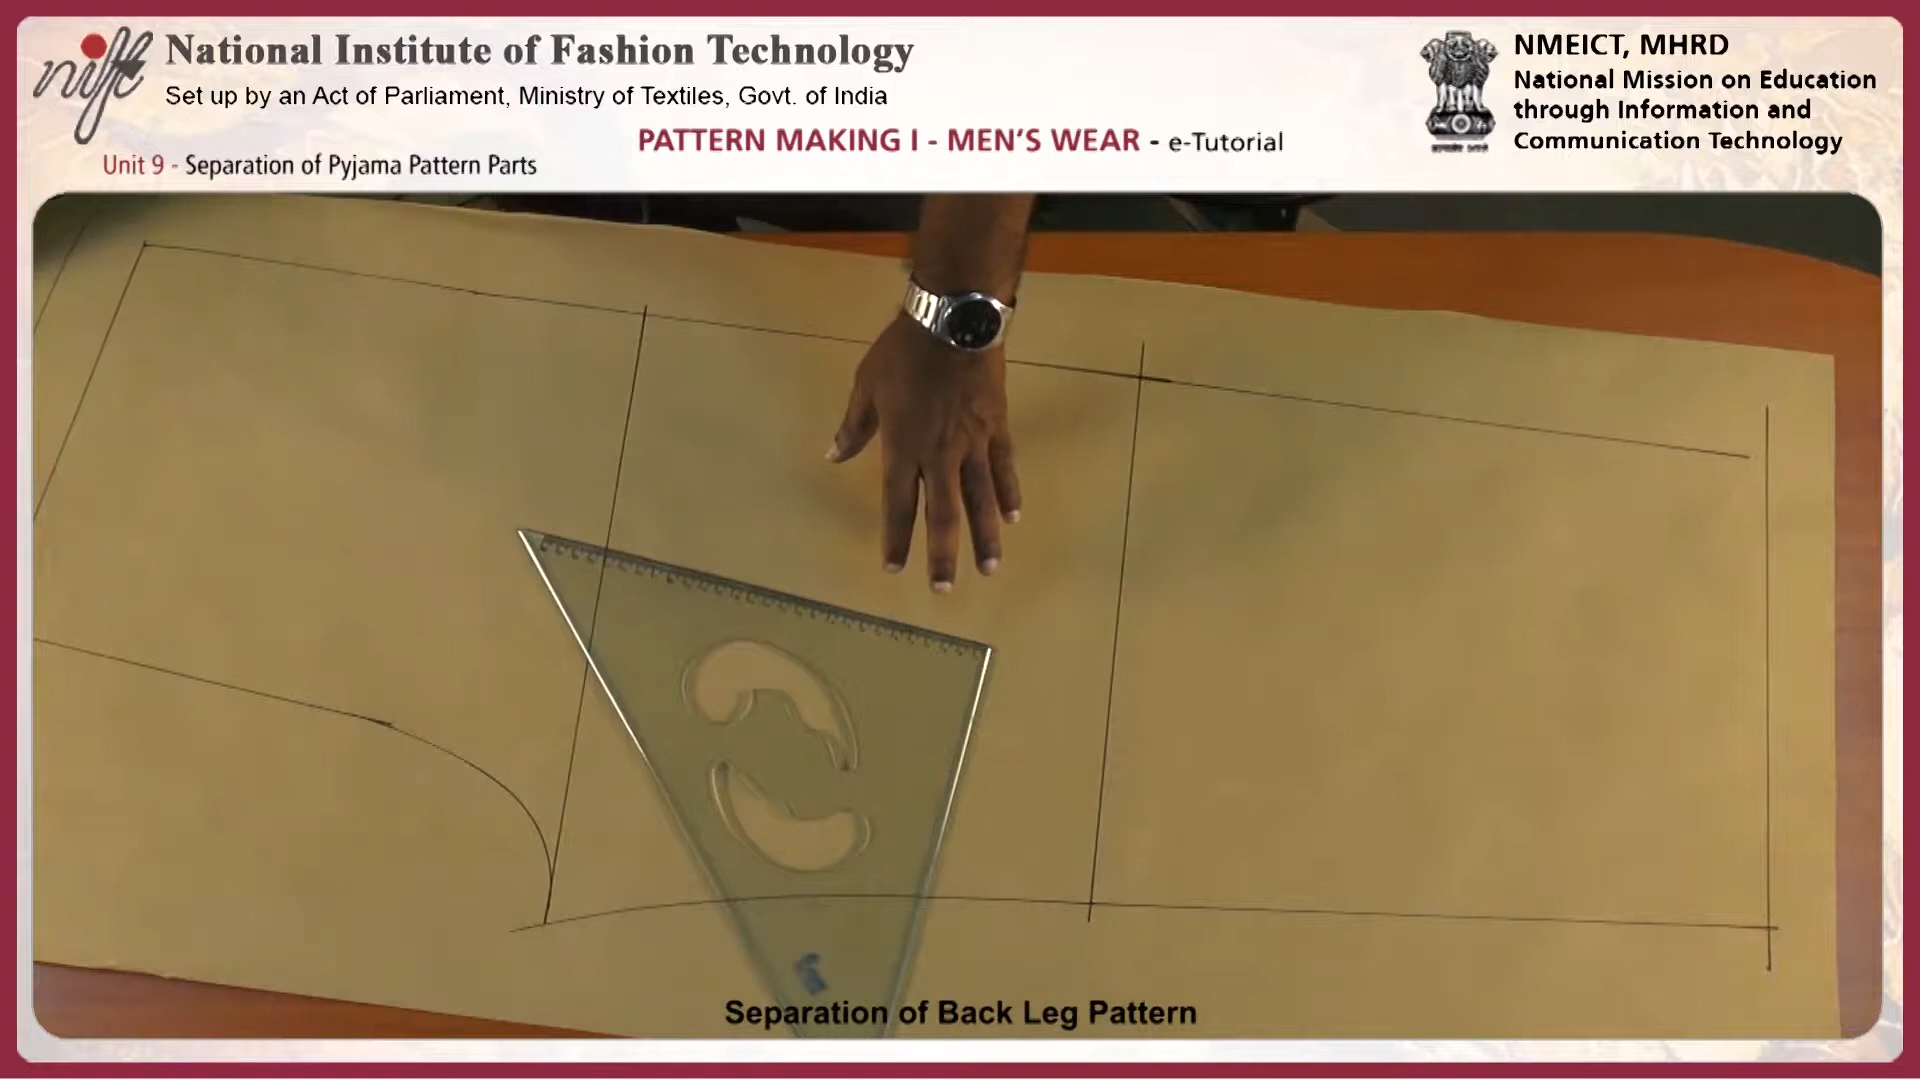 nift
National Institute of Fashion Technology
Set up by an Act of Parliament, Ministry of Textiles, Govt. of India
PATTERN MAKING I - MEN'S WEAR - e-Tutorial
Unit 9 - Separation of Pyjama Pattern Parts
NMEICT, MHRD
National Mission on Education
through Information and
Communication Technology
Separation of Back Leg Pattern